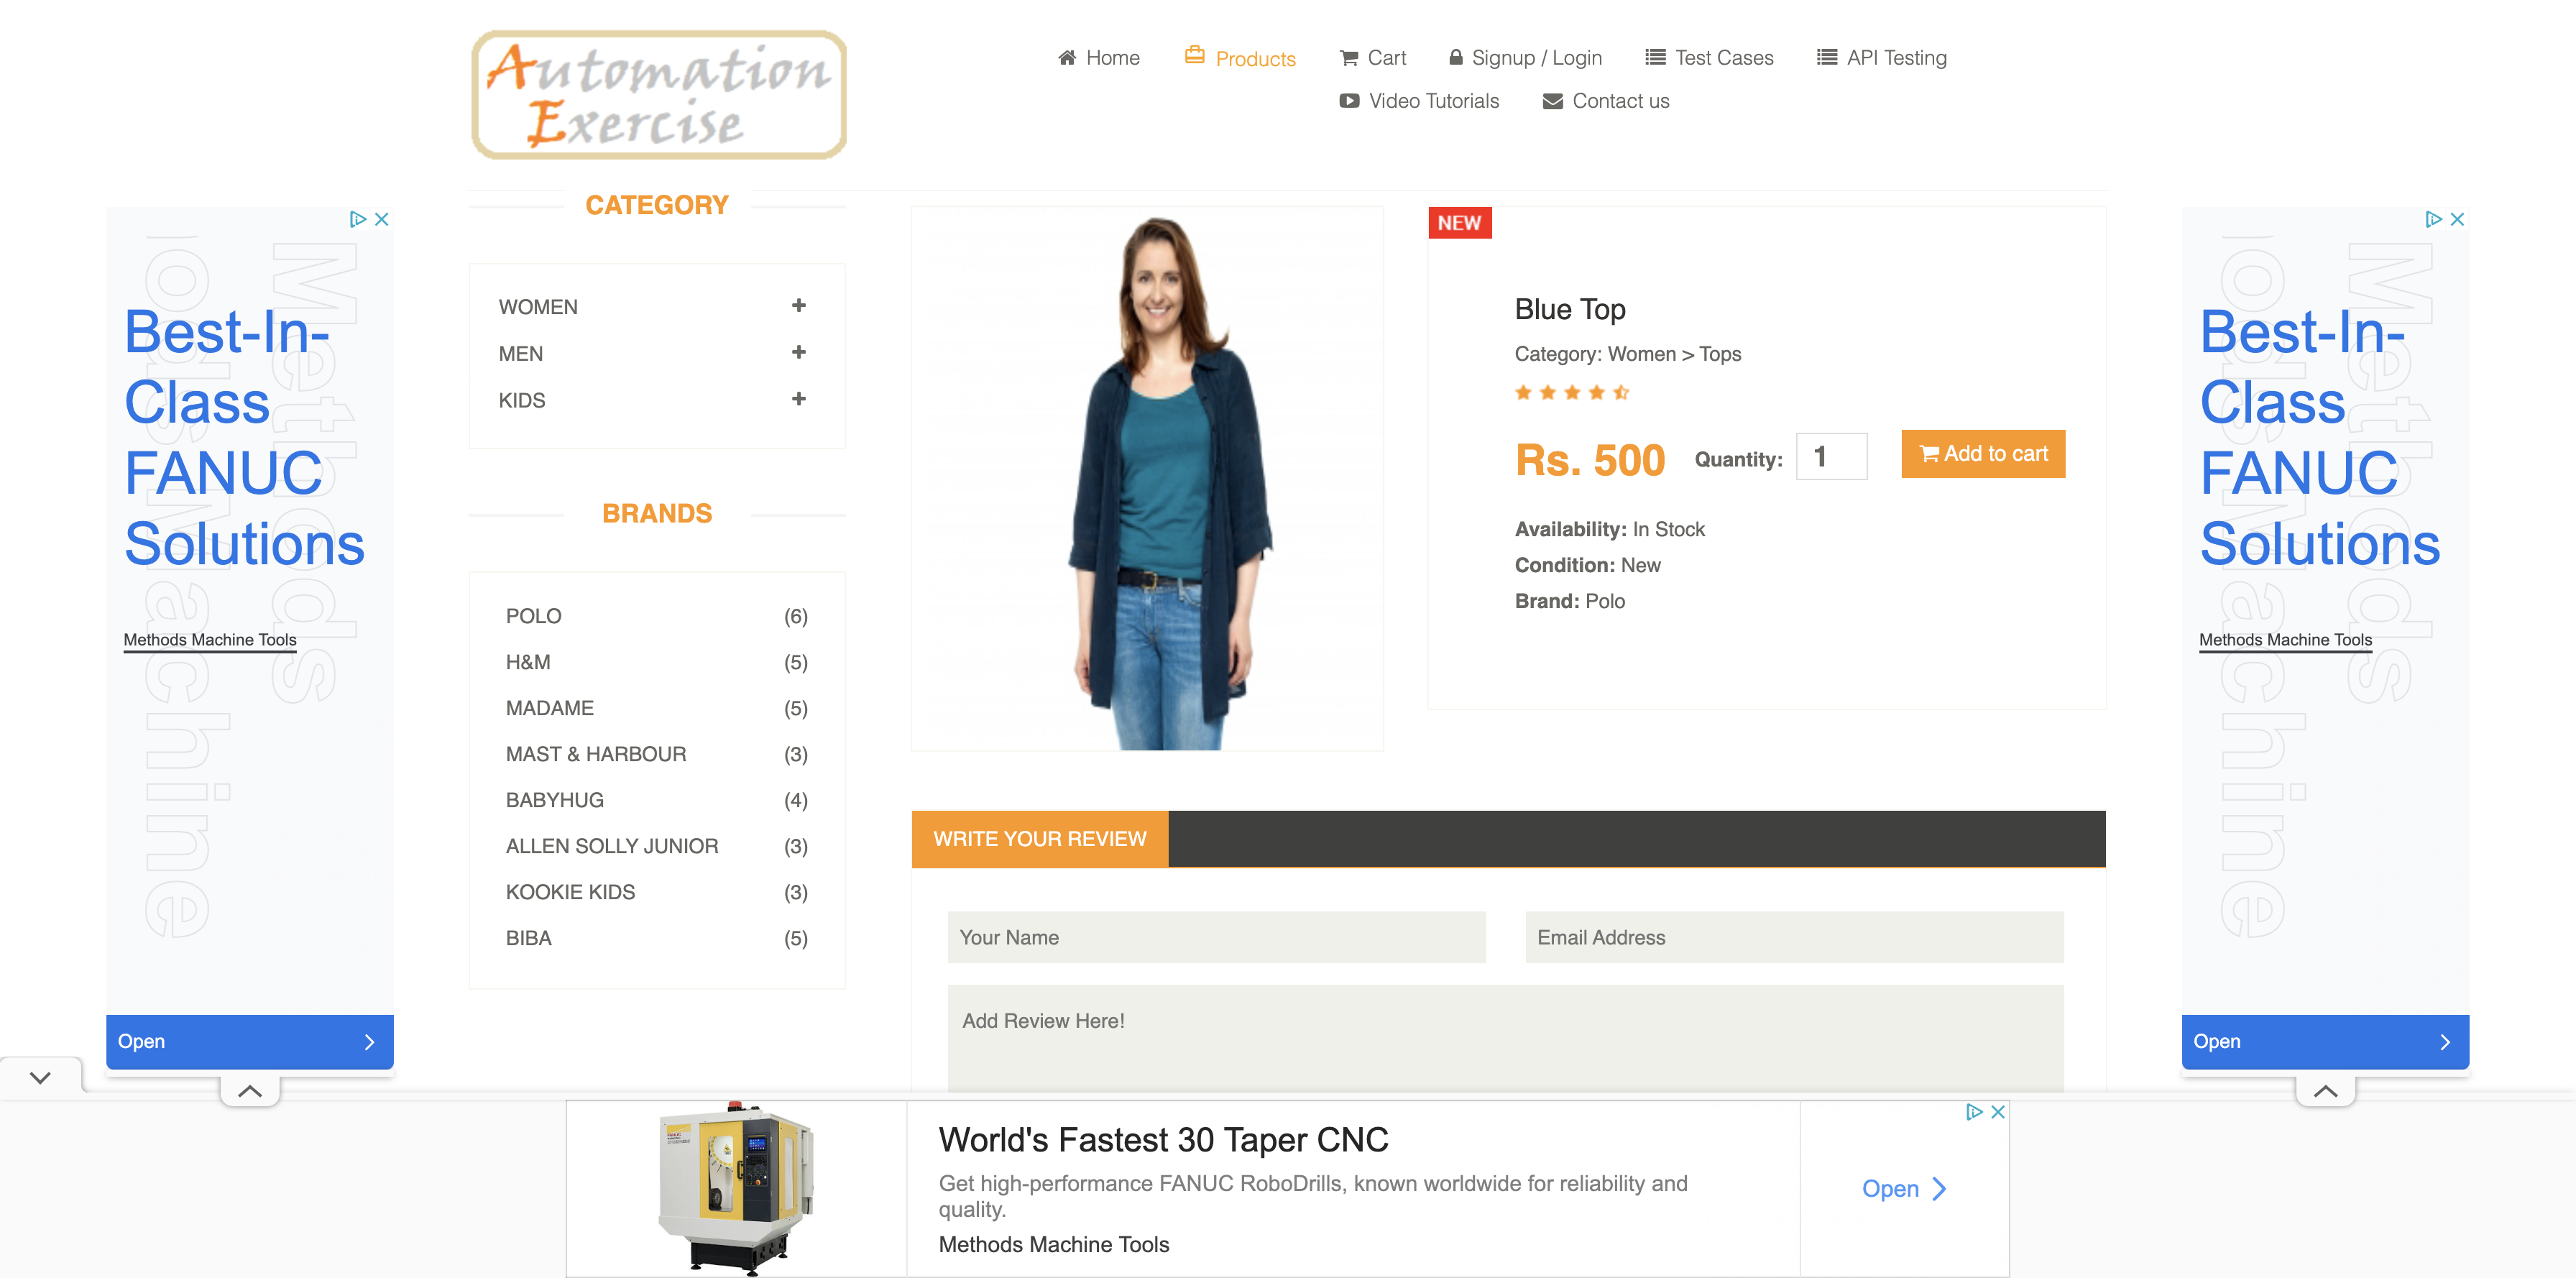 Automation
Exercise
Home
Products
Cart
Signup / Login
Test Cases
API Testing
Video Tutorials
Contact us
Methods
Machine
Best-In-
Class
FANUC
Solutions
Methods Machine Tools
Open
CATEGORY
WOMEN
MEN
KIDS
BRANDS
POLO (6)
H&M (5)
MADAME (5)
MAST & HARBOUR (3)
BABYHUG (4)
ALLEN SOLLY JUNIOR (3)
KOOKIE KIDS (3)
BIBA (5)
NEW
Blue Top
Category: Women > Tops
Rs. 500 Quantity: 1 Add to cart
Availability: In Stock
Condition: New
Brand: Polo
WRITE YOUR REVIEW
Your Name
Email Address
Add Review Here!
Methods
Machine
Best-In-
Class
FANUC
Solutions
Methods Machine Tools
Open
World's Fastest 30 Taper CNC
Get high-performance FANUC RoboDrills, known worldwide for reliability and
quality.
Methods Machine Tools
Open